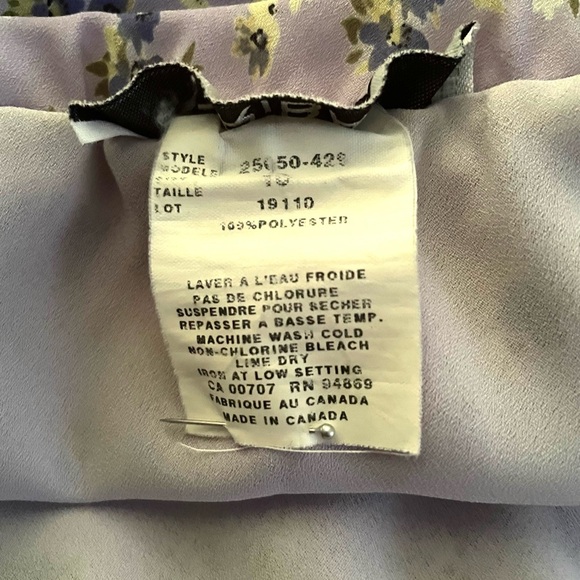 STYLE
MODELE 25050-429
TAILLE
LOT 19110
100%POLYESTER
LAVER A L'EAU FROIDE
PAS DE CHLORURE
SUSPENDRE POUR SECHER
REPASSER A BASSE TEMP.
MACHINE WASH COLD
NON-CHLORINE BLEACH
LINE DRY
IRON AT LOW SETTING
CA 00707 RN 94869
FABRIQUE AU CANADA
MADE IN CANADA